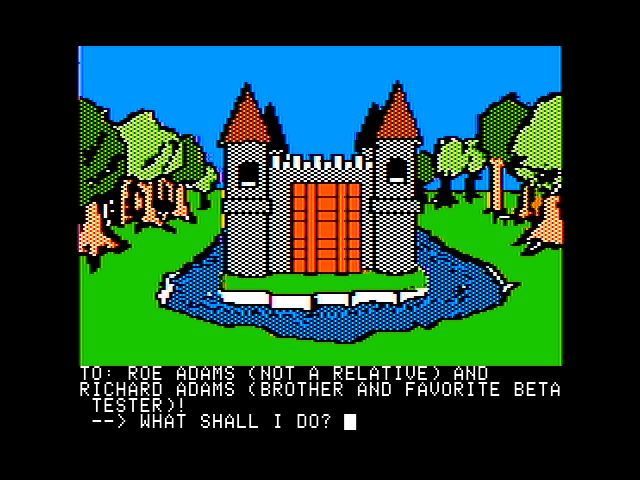 TO: ROE ADAMS (NOT A RELATIVE) AND
RICHARD ADAMS (BROTHER AND FAVORITE BETA
TESTER)!
--> WHAT SHALL I DO?